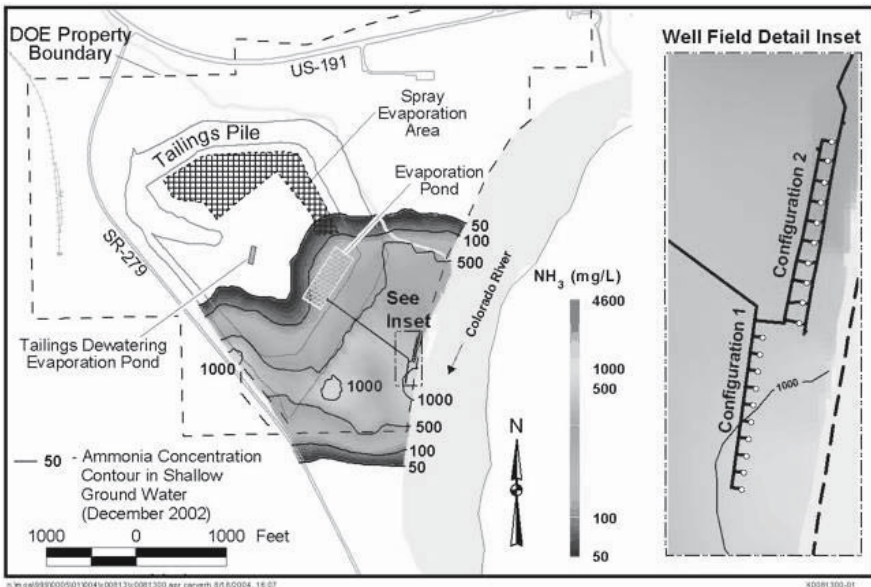 DOE Property
Boundary
US-191
Spray
Evaporation
Area
Tailings Pile
Evaporation
Pond
SR-279
50
100
500
Colorado River
See
Inset
Tailings Dewatering
Evaporation Pond
1000
1000
1000
500
100
50
NH₃ (mg/L)
4600
1000
500
100
50
N
50 - Ammonia Concentration
Contour in Shallow
Ground Water
(December 2002)
1000 0 1000 Feet
Well Field Detail Inset
Configuration 2
Configuration 1
1000
X0081300-01